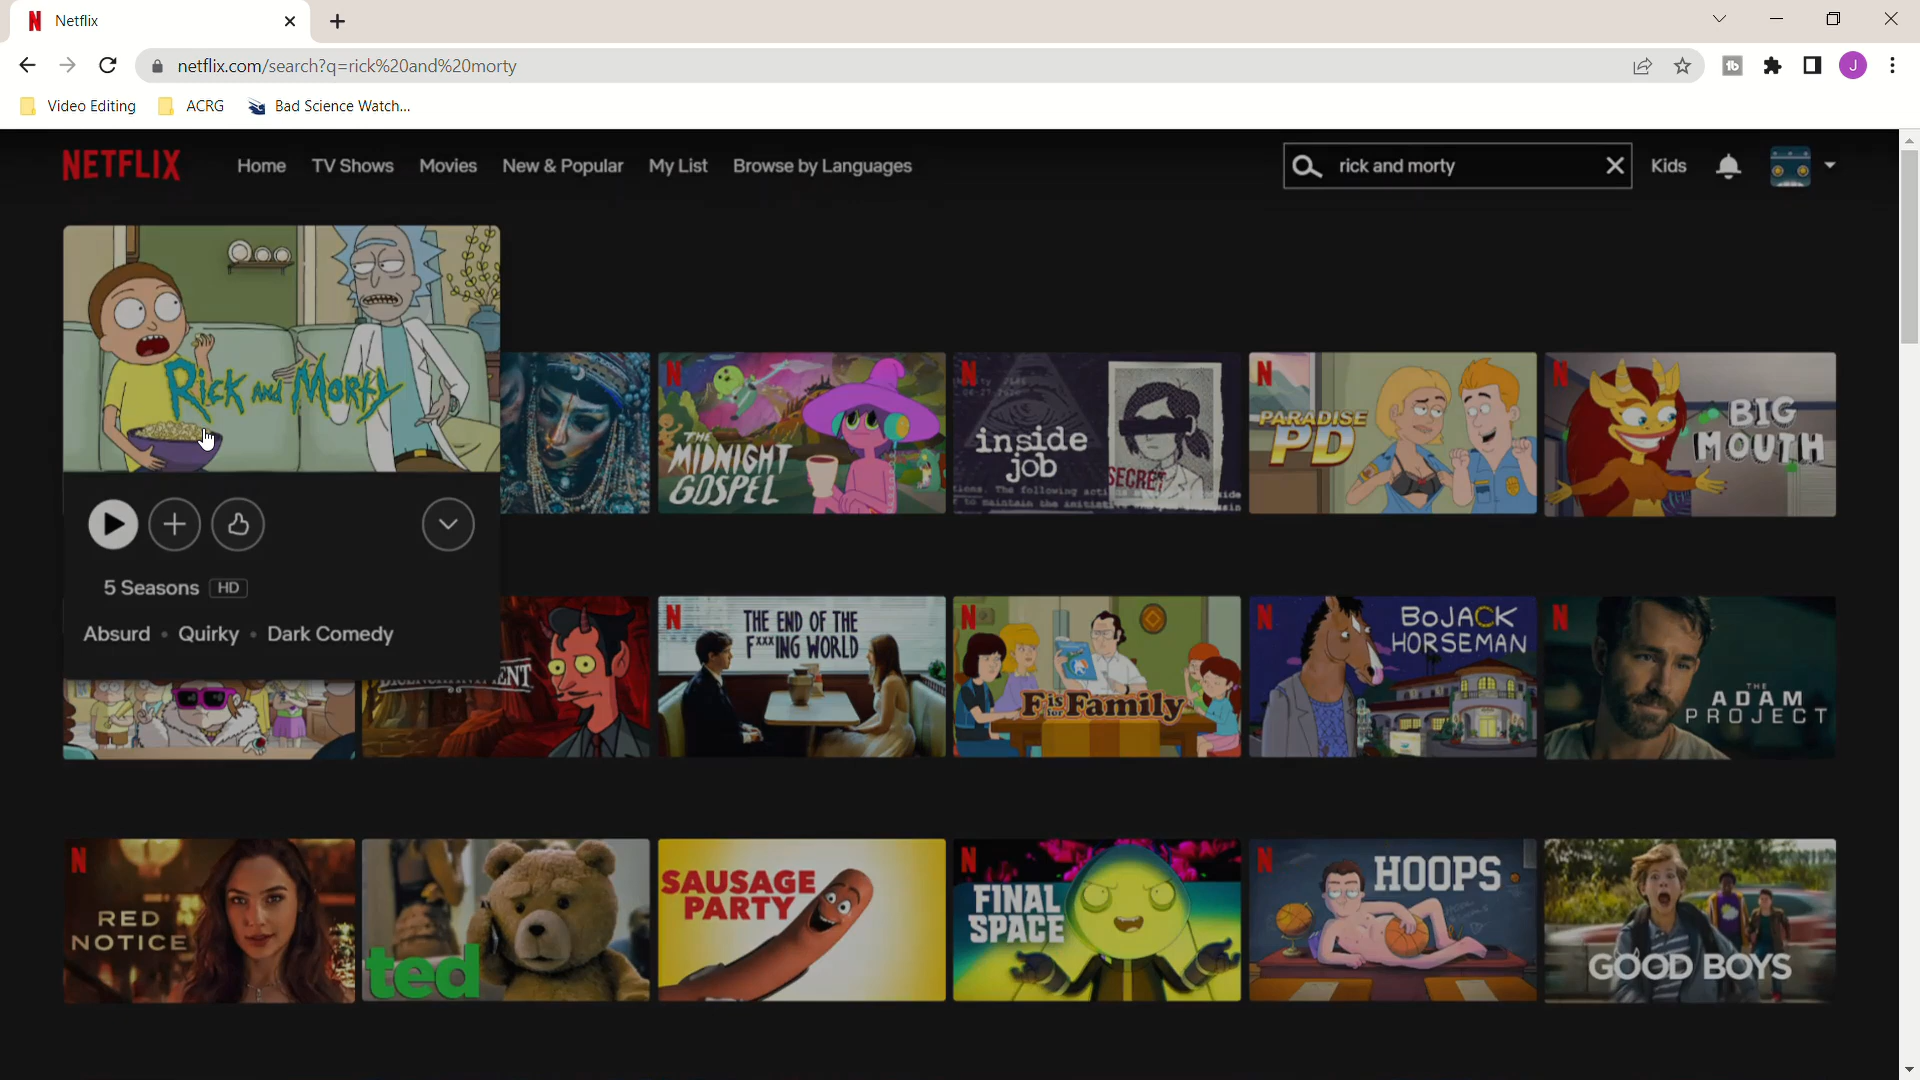 Netflix
netflix.com/search?q=rick%20and%20morty
Video Editing ACRG Bad Science Watch...
NETFLIX Home TV Shows Movies New & Popular My List Browse by Languages rick and morty Kids
RICK AND MORTY
THE MIDNIGHT GOSPEL
inside job
SECRET
PARADISE PD
BIG MOUTH
5 Seasons HD
Absurd • Quirky • Dark Comedy
THE END OF THE F***ING WORLD
F is for Family
BOJACK HORSEMAN
THE ADAM PROJECT
RED NOTICE
ted
SAUSAGE PARTY
FINAL SPACE
HOOPS
GOOD BOYS